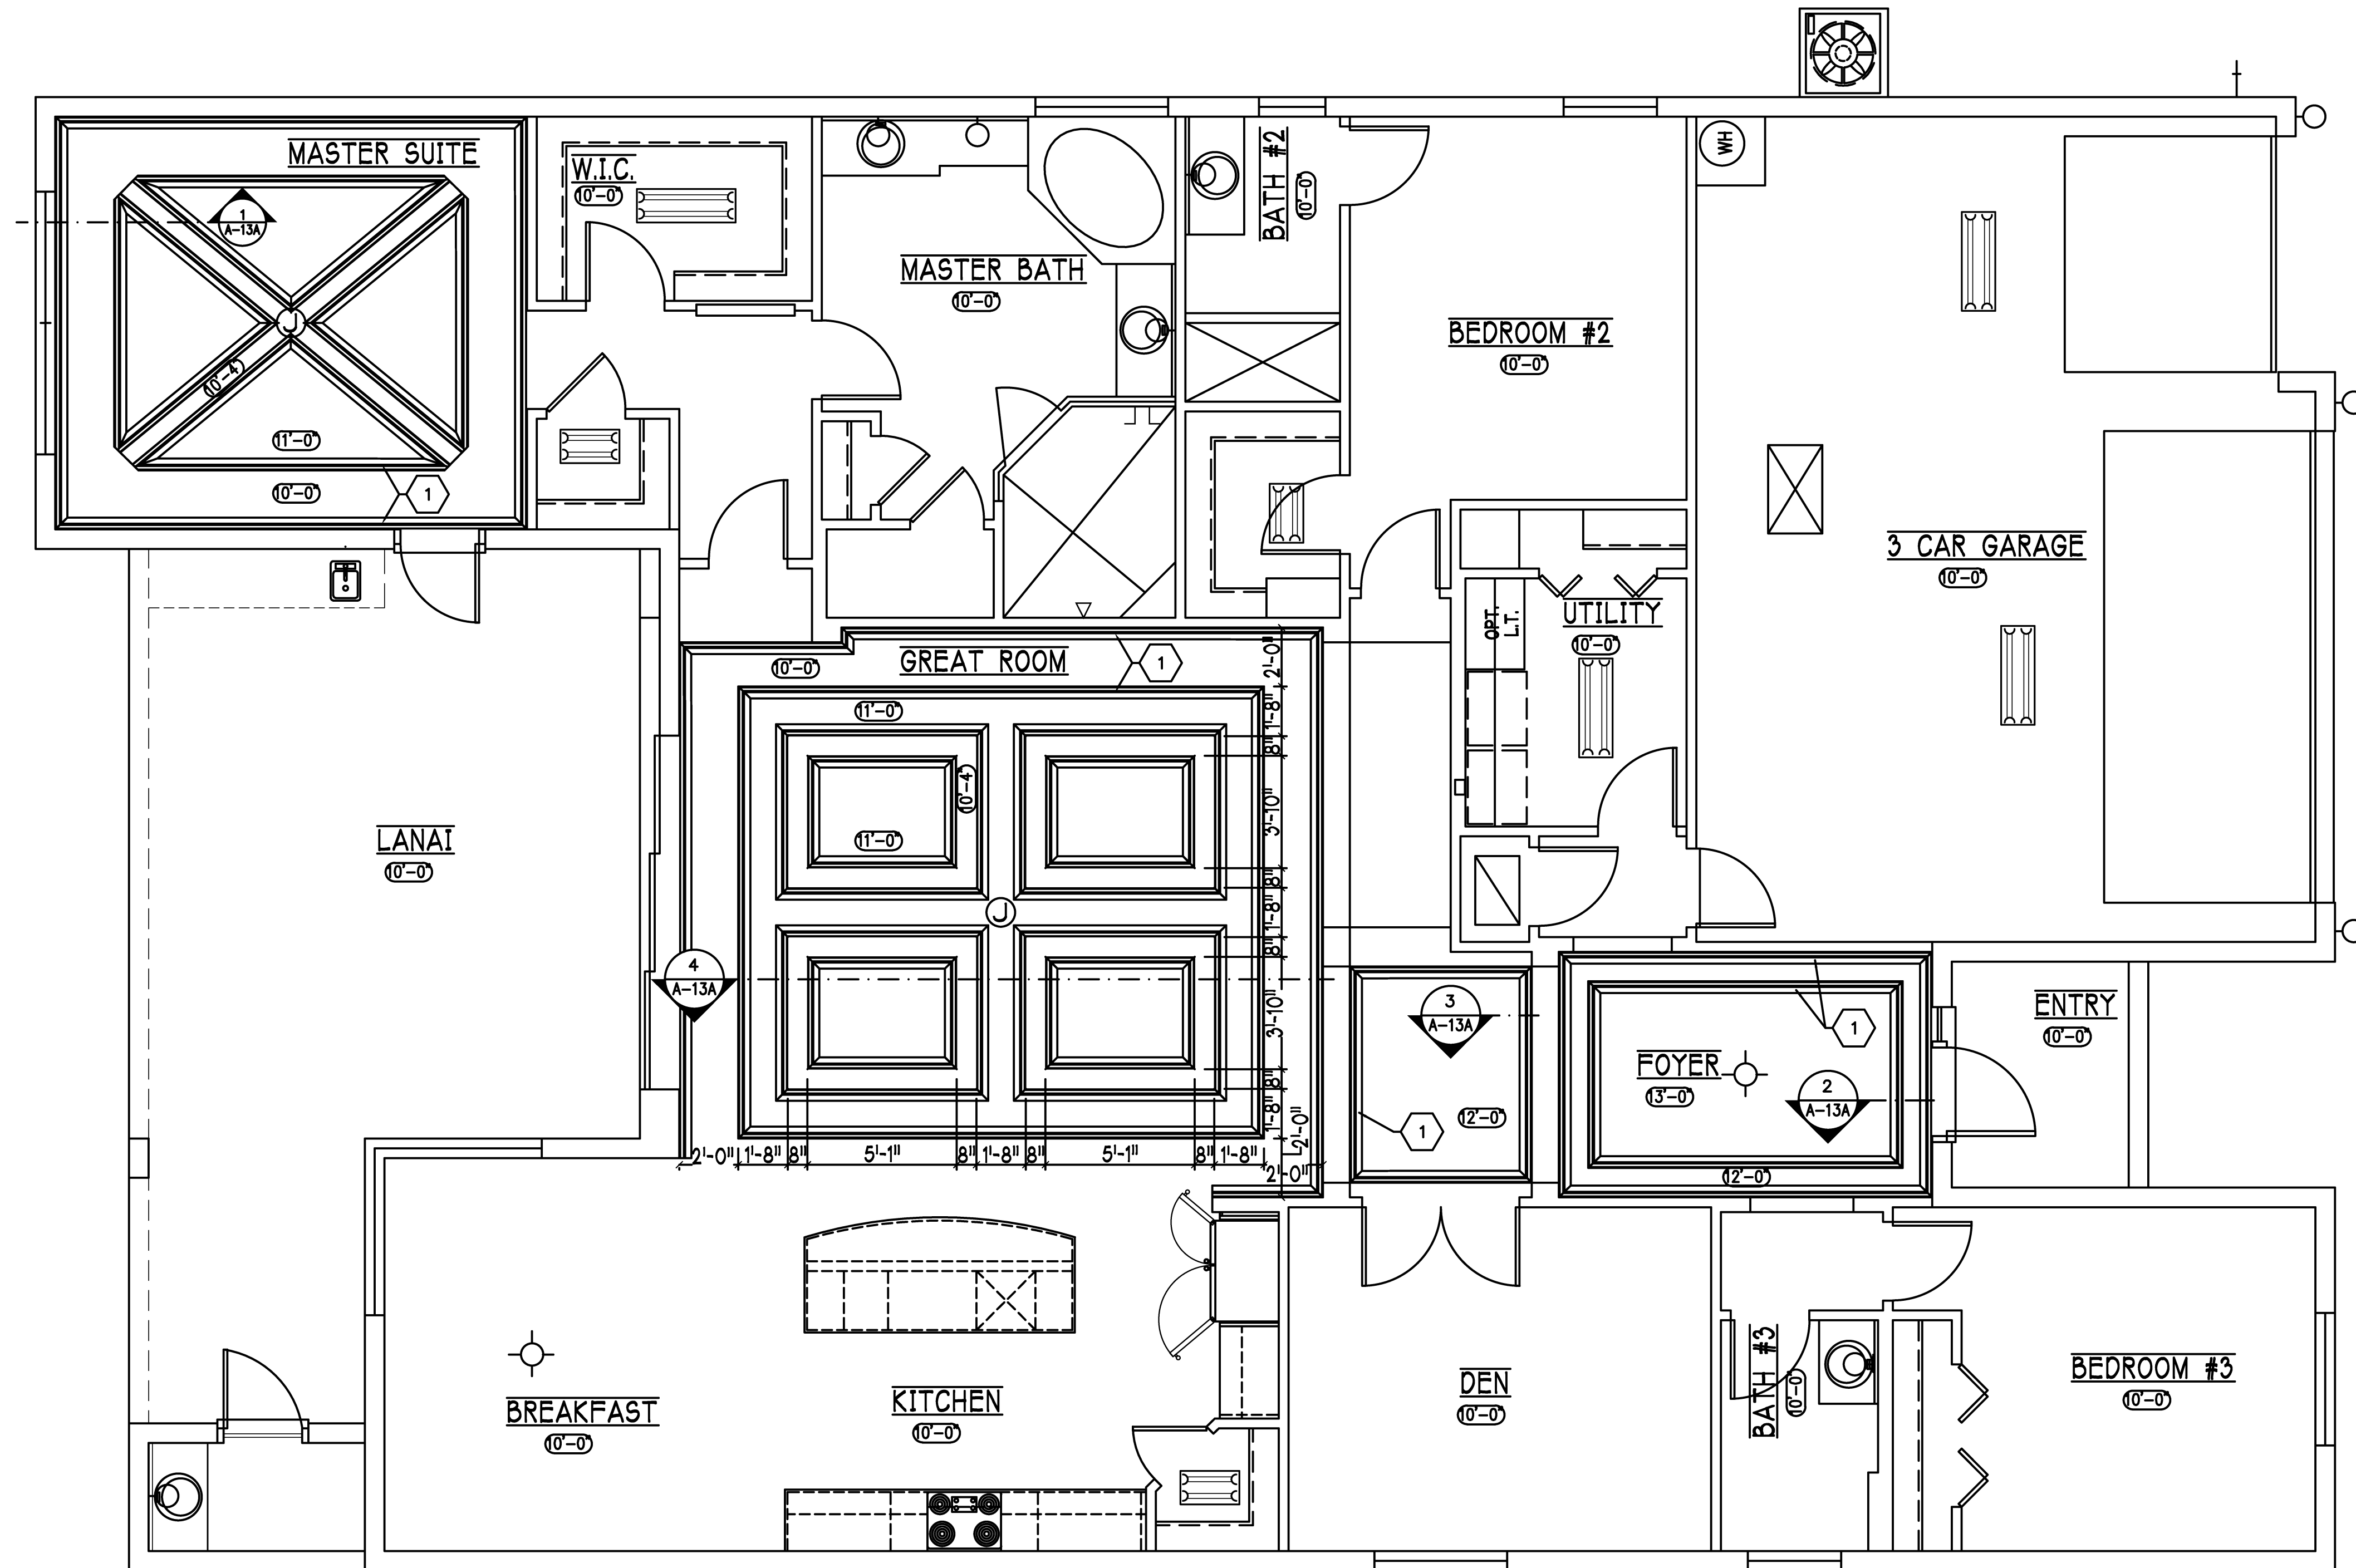 MASTER SUITE
1
A-13A
J
10'-4
11'-0"
10'-0"
1
W.I.C.
10'-0"
MASTER BATH
10'-0"
BATH #2
10'-0"
BEDROOM #2
10'-0"
WH
3 CAR GARAGE
10'-0"
OPT.
L.T.
UTILITY
10'-0"
LANAI
10'-0"
GREAT ROOM
10'-0"
1
11'-0"
10'-4"
11'-0"
J
4
A-13A
2'-0"
1'-8"
8"
3'-10"
8"
1'-8"
8"
3'-10"
8"
1'-8"
2'-0"
2'-0"
1'-8"
8"
5'-1"
8"
1'-8"
8"
5'-1"
8"
1'-8"
2'-0"
3
A-13A
1
12'-0"
FOYER
13'-0"
1
2
A-13A
12'-0"
ENTRY
10'-0"
BREAKFAST
10'-0"
KITCHEN
10'-0"
DEN
10'-0"
BATH #3
10'-0"
BEDROOM #3
10'-0"